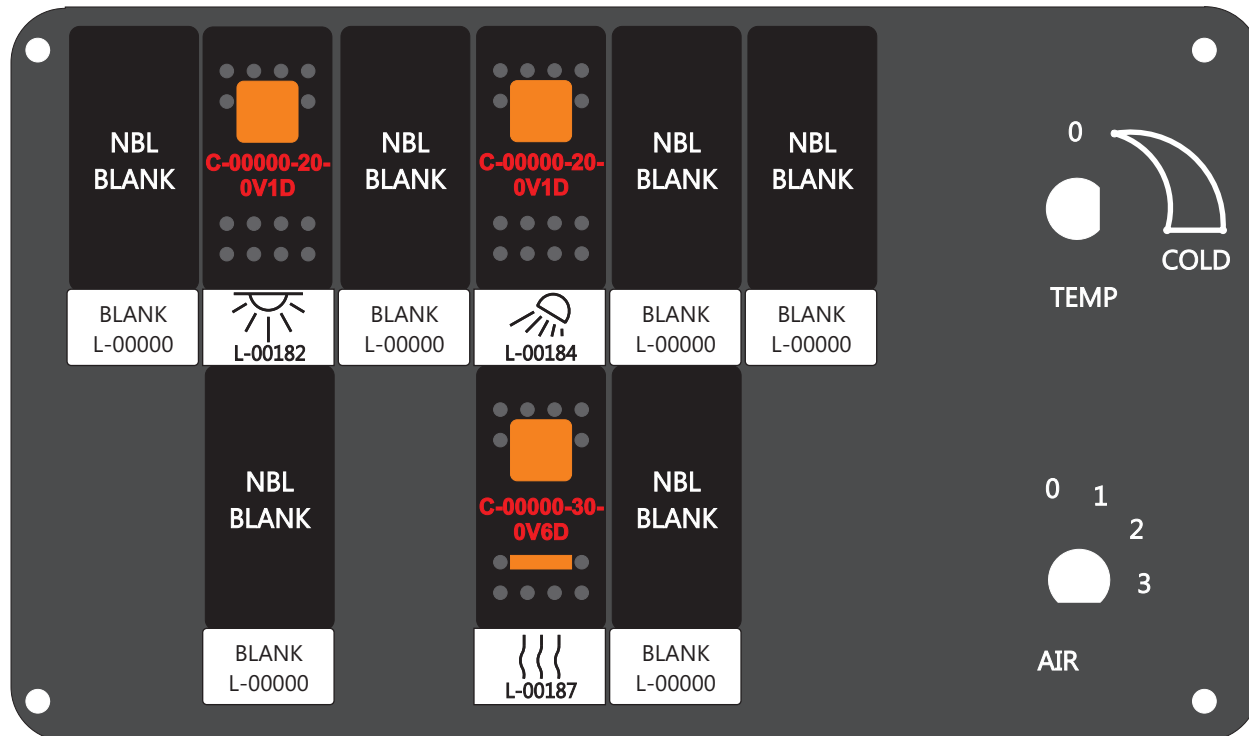 NBL
BLANK
C-00000-20-
0V1D
NBL
BLANK
C-00000-20-
0V1D
NBL
BLANK
NBL
BLANK
BLANK
L-00000
L-00182
BLANK
L-00000
L-00184
BLANK
L-00000
BLANK
L-00000
0
COLD
TEMP
NBL
BLANK
C-00000-30-
0V6D
NBL
BLANK
BLANK
L-00000
L-00187
BLANK
L-00000
0
1
2
3
AIR